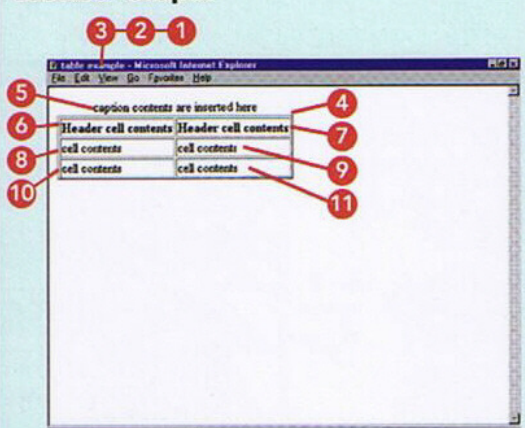 3 2 1
table example - Microsoft Internet Explorer
File Edit View Go Favorites Help
5 caption contents are inserted here 4
6 Header cell contents Header cell contents 7
8 cell contents cell contents 9
10 cell contents cell contents 11